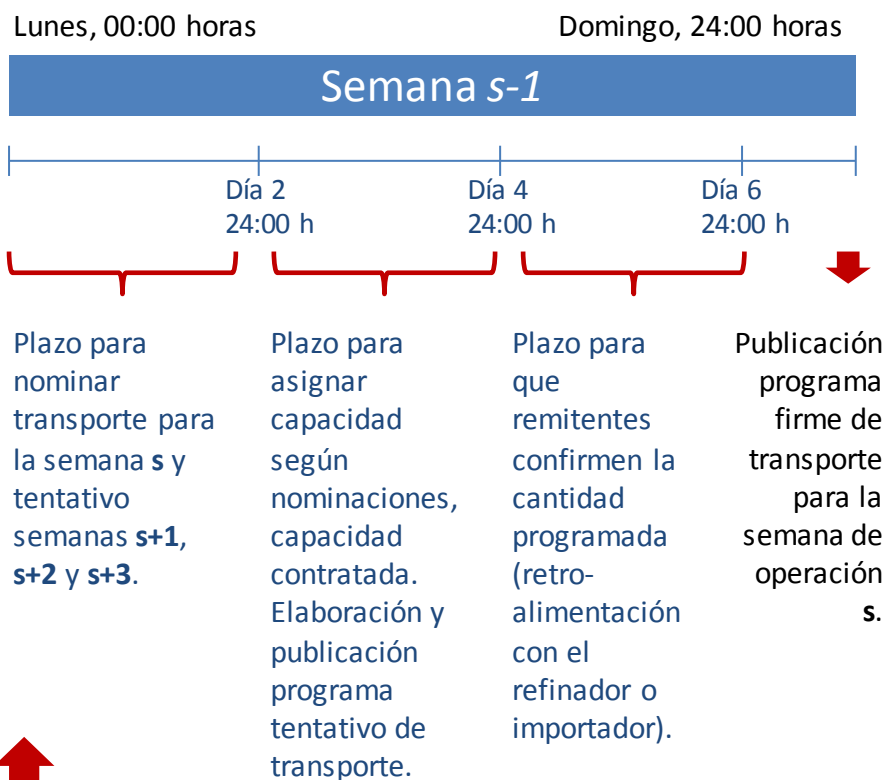 Lunes, 00:00 horas
Domingo, 24:00 horas
Semana s-1
Día 2
24:00 h
Día 4
24:00 h
Día 6
24:00 h
Plazo para
nominar
transporte para
la semana s y
tentativo
semanas s+1,
s+2 y s+3.
Plazo para
asignar
capacidad
según
nominaciones,
capacidad
contratada.
Elaboración y
publicación
programa
tentativo de
transporte.
Plazo para
que
remitentes
confirmen la
cantidad
programada
(retro-
alimentación
con el
refinador o
importador).
Publicación
programa
firme de
transporte
para la
semana de
operación
s.